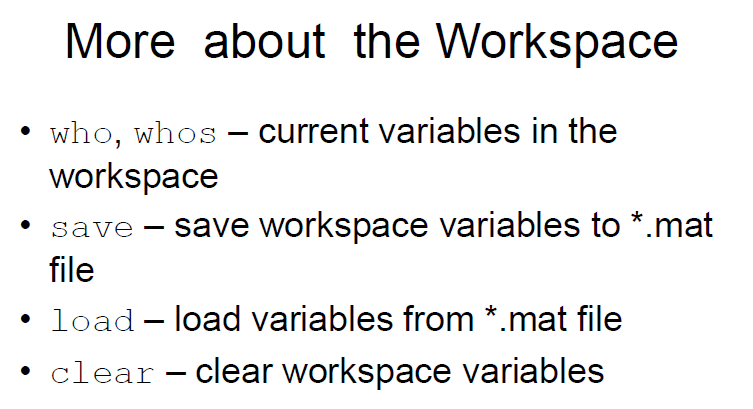 More about the Workspace
• who, whos – current variables in the
workspace
• save – save workspace variables to *.mat
file
• load – load variables from *.mat file
• clear – clear workspace variables